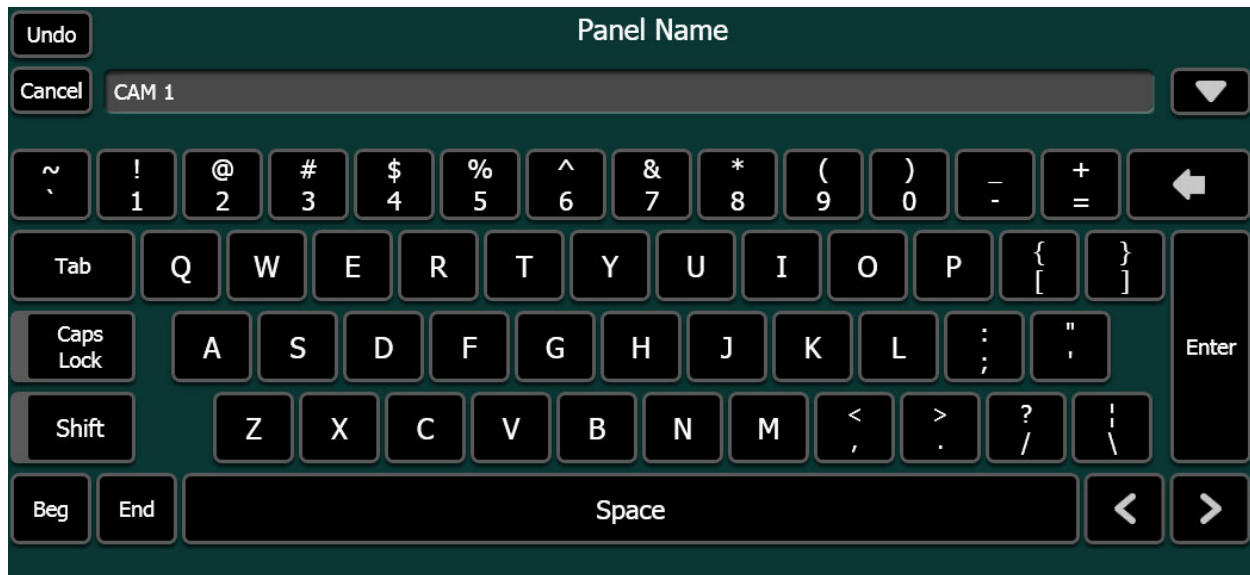 Undo Panel Name
Cancel CAM 1
~ ! @ # $ % ^ & * ( ) _ +
` 1 2 3 4 5 6 7 8 9 0 - =
Tab Q W E R T Y U I O P { }
[ ]
Caps Lock A S D F G H J K L : "
; ' Enter
Shift Z X C V B N M < > ? ¦
, . / \
Beg End Space < >